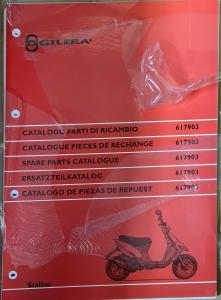 GILERA
CATALOGO PARTI DI RICAMBIO 617903
CATALOGUE PIECES DE RECHANGE 617903
SPARE PARTS CATALOGUE 617903
ERSATZTEILKATALOG 617903
CATALOGO DE PIEZAS DE REPUEST 617903
Stalker